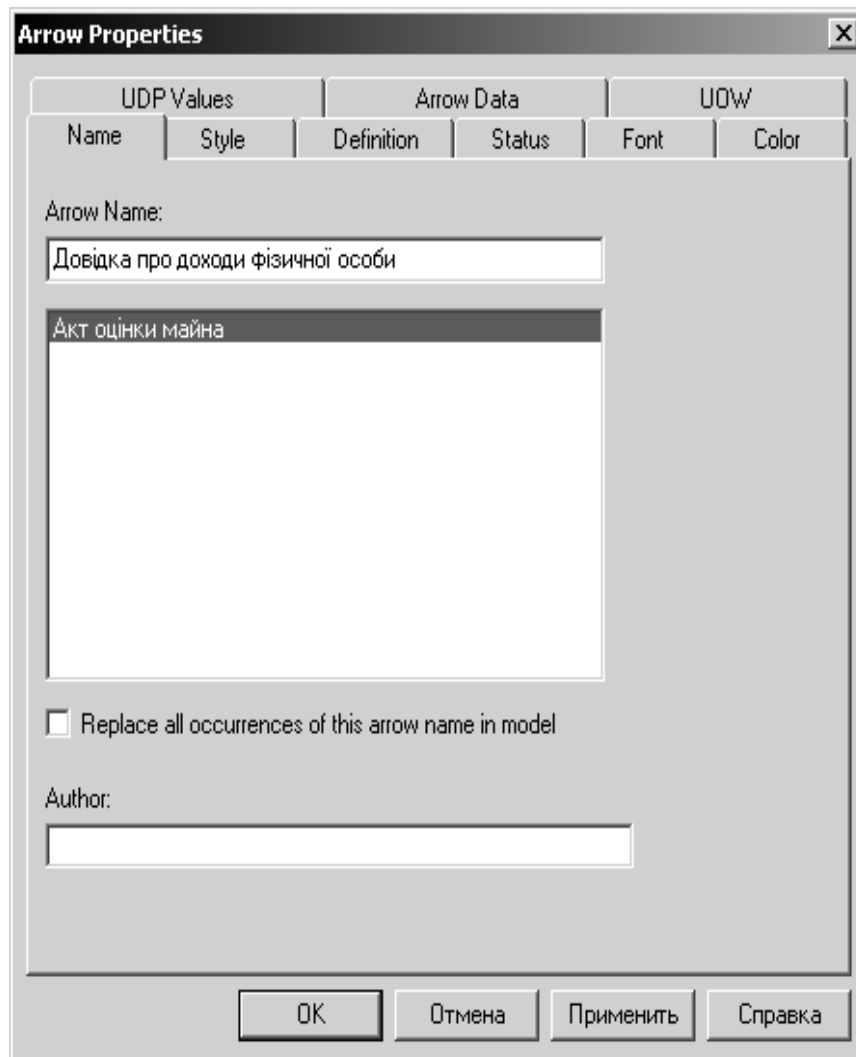 Arrow Properties
UDP Values Arrow Data UOW
Name Style Definition Status Font Color
Arrow Name:
Довідка про доходи фізичної особи
Акт оцінки майна
Replace all occurrences of this arrow name in model
Author:
OK Отмена Применить Справка